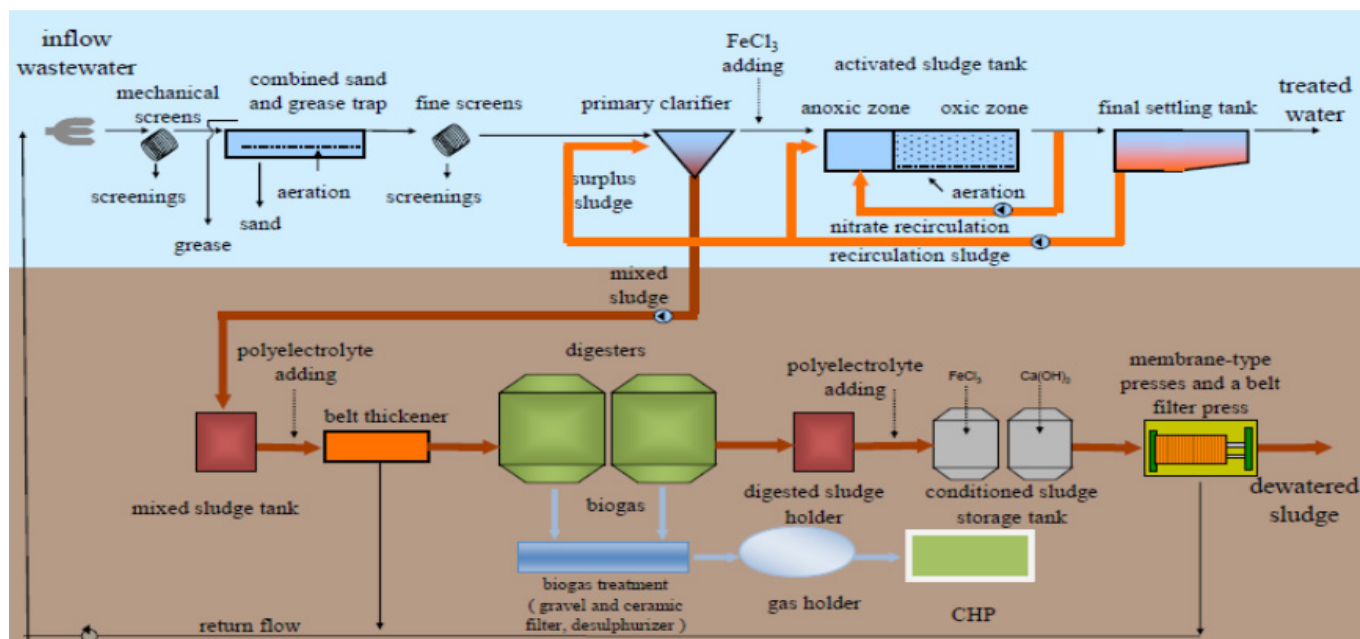 inflow
wastewater
mechanical
screens
combined sand
and grease trap
fine screens
primary clarifier
FeCl₃
adding
activated sludge tank
anoxic zone
oxic zone
final settling tank
treated
water
screenings
aeration
sand
grease
screenings
surplus
sludge
aeration
nitrate recirculation
recirculation sludge
mixed
sludge
polyelectrolyte
adding
belt thickener
mixed sludge tank
digesters
biogas
polyelectrolyte
adding
digested sludge
holder
FeCl₃
Ca(OH)₂
conditioned sludge
storage tank
membrane-type
presses and a belt
filter press
dewatered
sludge
biogas treatment
( gravel and ceramic
filter, desulphurizer )
gas holder
CHP
return flow